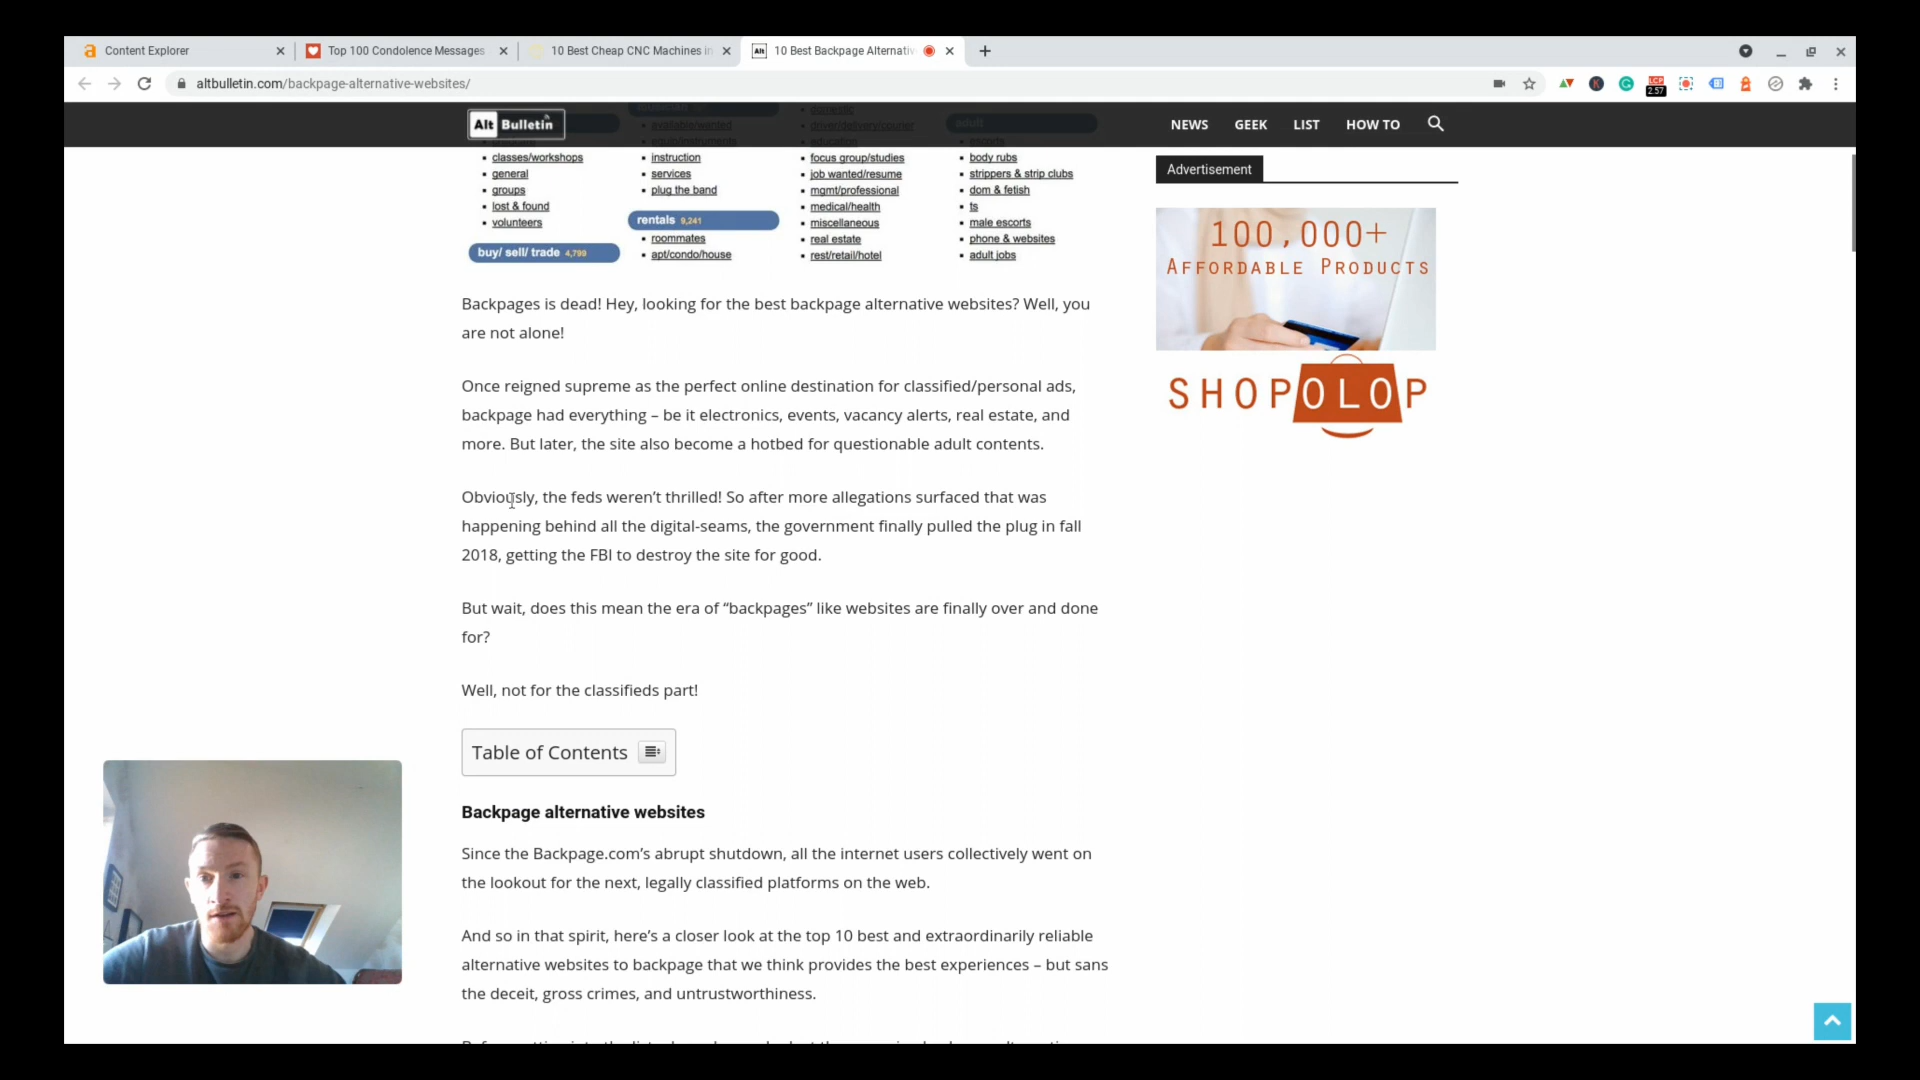 Content Explorer
Top 100 Condolence Messages
10 Best Cheap CNC Machines in
Alt 10 Best Backpage Alternativ
altbulletin.com/backpage-alternative-websites/
LCP
2.57
Alt Bulletin
NEWS GEEK LIST HOW TO
available/wanted
driver/delivery/courier
adult
classes/workshops
general
groups
lost & found
volunteers
buy/ sell/ trade 4,799
instruction
services
plug the band
rentals 9,241
roommates
apt/condo/house
focus group/studies
job wanted/resume
mgmt/professional
medical/health
miscellaneous
real estate
rest/retail/hotel
body rubs
strippers & strip clubs
dom & fetish
ts
male escorts
phone & websites
adult jobs
Advertisement
100,000+
AFFORDABLE PRODUCTS
SHOPOLOP
Backpages is dead! Hey, looking for the best backpage alternative websites? Well, you
are not alone!
Once reigned supreme as the perfect online destination for classified/personal ads,
backpage had everything – be it electronics, events, vacancy alerts, real estate, and
more. But later, the site also become a hotbed for questionable adult contents.
Obviously, the feds weren’t thrilled! So after more allegations surfaced that was
happening behind all the digital-seams, the government finally pulled the plug in fall
2018, getting the FBI to destroy the site for good.
But wait, does this mean the era of “backpages” like websites are finally over and done
for?
Well, not for the classifieds part!
Table of Contents
Backpage alternative websites
Since the Backpage.com’s abrupt shutdown, all the internet users collectively went on
the lookout for the next, legally classified platforms on the web.
And so in that spirit, here’s a closer look at the top 10 best and extraordinarily reliable
alternative websites to backpage that we think provides the best experiences – but sans
the deceit, gross crimes, and untrustworthiness.